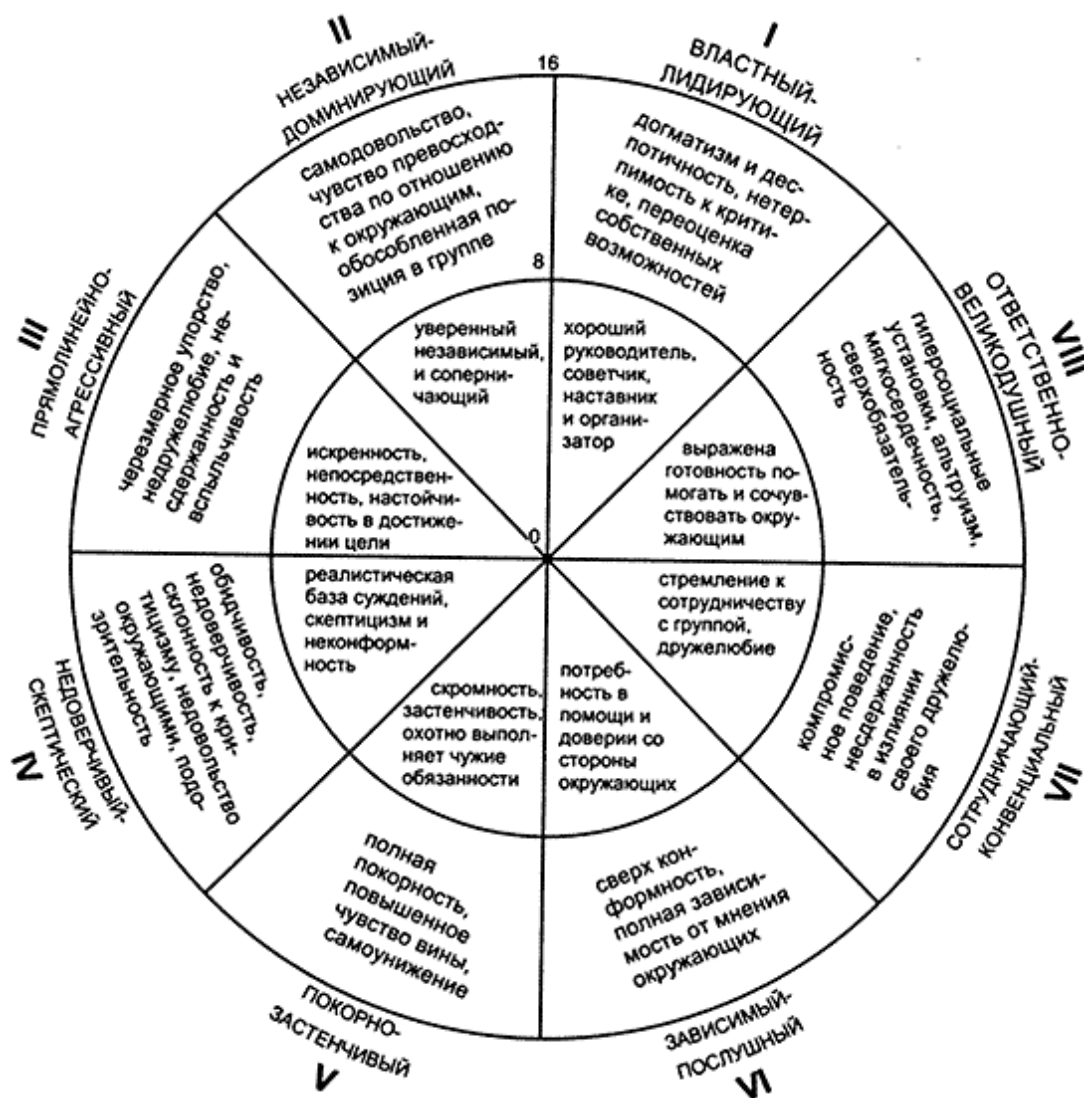 I
ВЛАСТНЫЙ-
ЛИДИРУЮЩИЙ
догматизм и дес-
потичность, нетер-
пимость к крити-
ке, переоценка
собственных
возможностей
хороший
руководитель,
советчик,
наставник
и органи-
затор
II
НЕЗАВИСИМЫЙ-
ДОМИНИРУЮЩИЙ
самодовольство,
чувство превосход-
ства по отношению
к окружающим,
обособленная по-
зиция в группе
уверенный
независимый,
и соперни-
чающий
16
8
0
III
ПРЯМОЛИНЕЙНО-
АГРЕССИВНЫЙ
черезмерное упорство,
недружелюбие, не-
сдержанность и
вспыльчивость
искренность,
непосредствен-
ность, настойчи-
вость в достиже-
нии цели
IV
НЕДОВЕРЧИВЫЙ-
СКЕПТИЧЕСКИЙ
обидчивость,
недоверчивость,
склонность к кри-
тицизму, недовольство
окружающими, подо-
зрительность
реалистическая
база суждений,
скептицизм и
неконформ-
ность
V
ПОКОРНО-
ЗАСТЕНЧИВЫЙ
полная
покорность,
повышенное
чувство вины,
самоунижение
скромность,
застенчивость,
охотно выпол-
няет чужие
обязанности
VI
ЗАВИСИМЫЙ-
ПОСЛУШНЫЙ
сверх кон-
формность,
полная зависи-
мость от мнения
окружающих
потреб-
ность в
помощи и
доверии со
стороны
окружающих
VII
СОТРУДНИЧАЮЩИЙ-
КОНВЕНЦИАЛЬНЫЙ
компромис-
ное поведение,
несдержанность
в излиянии
своего дружелю-
бия
стремление к
сотрудничеству
с группой,
дружелюбие
VIII
ОТВЕТСТВЕННО-
ВЕЛИКОДУШНЫЙ
гиперсоциальные
установки, альтруизм,
мягкосердечность,
сверхобязатель-
ность
выражена
готовность по-
могать и сочув-
ствовать окру-
жающим